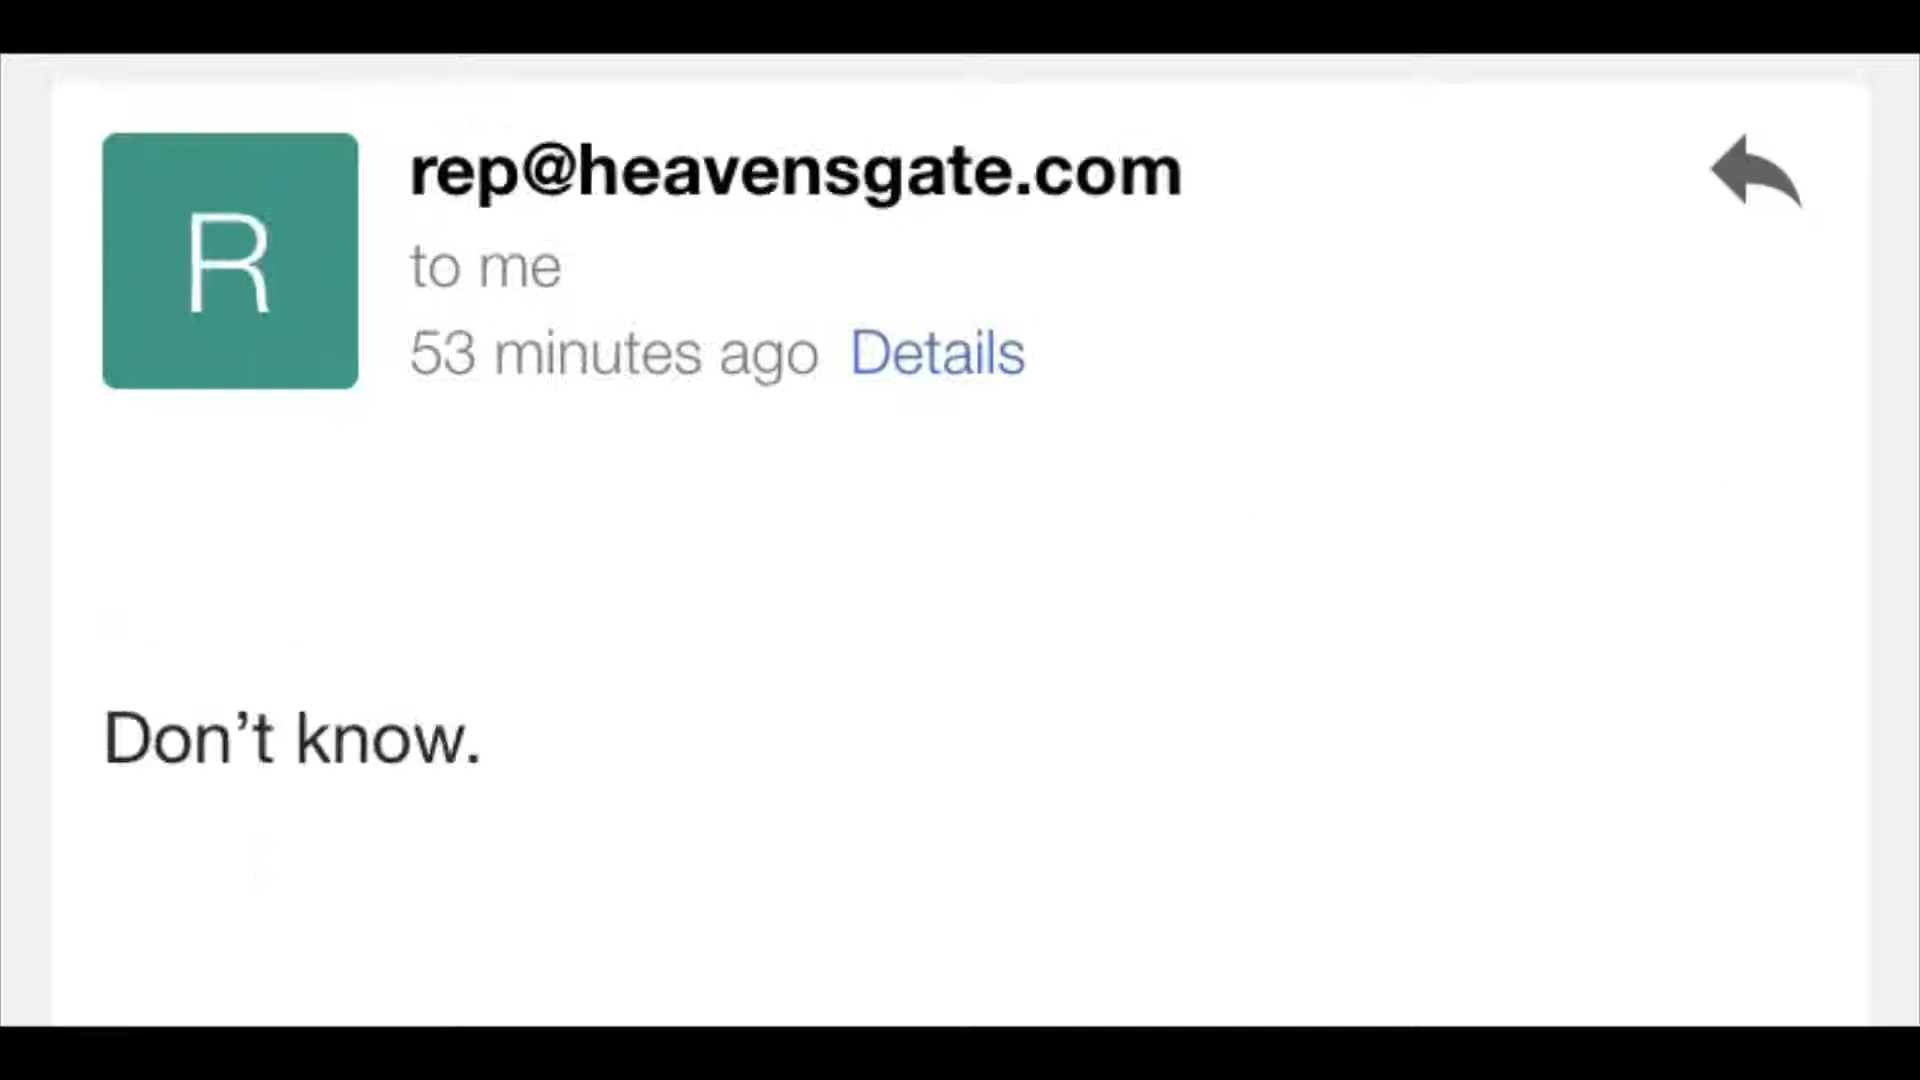 R
rep@heavensgate.com
to me
53 minutes ago Details
Don't know.